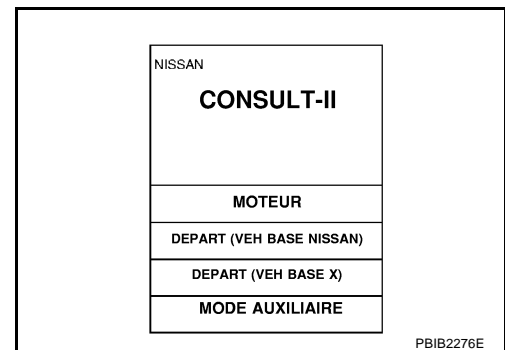 NISSAN
CONSULT-II
MOTEUR
DEPART (VEH BASE NISSAN)
DEPART (VEH BASE X)
MODE AUXILIAIRE
PBIB2276E